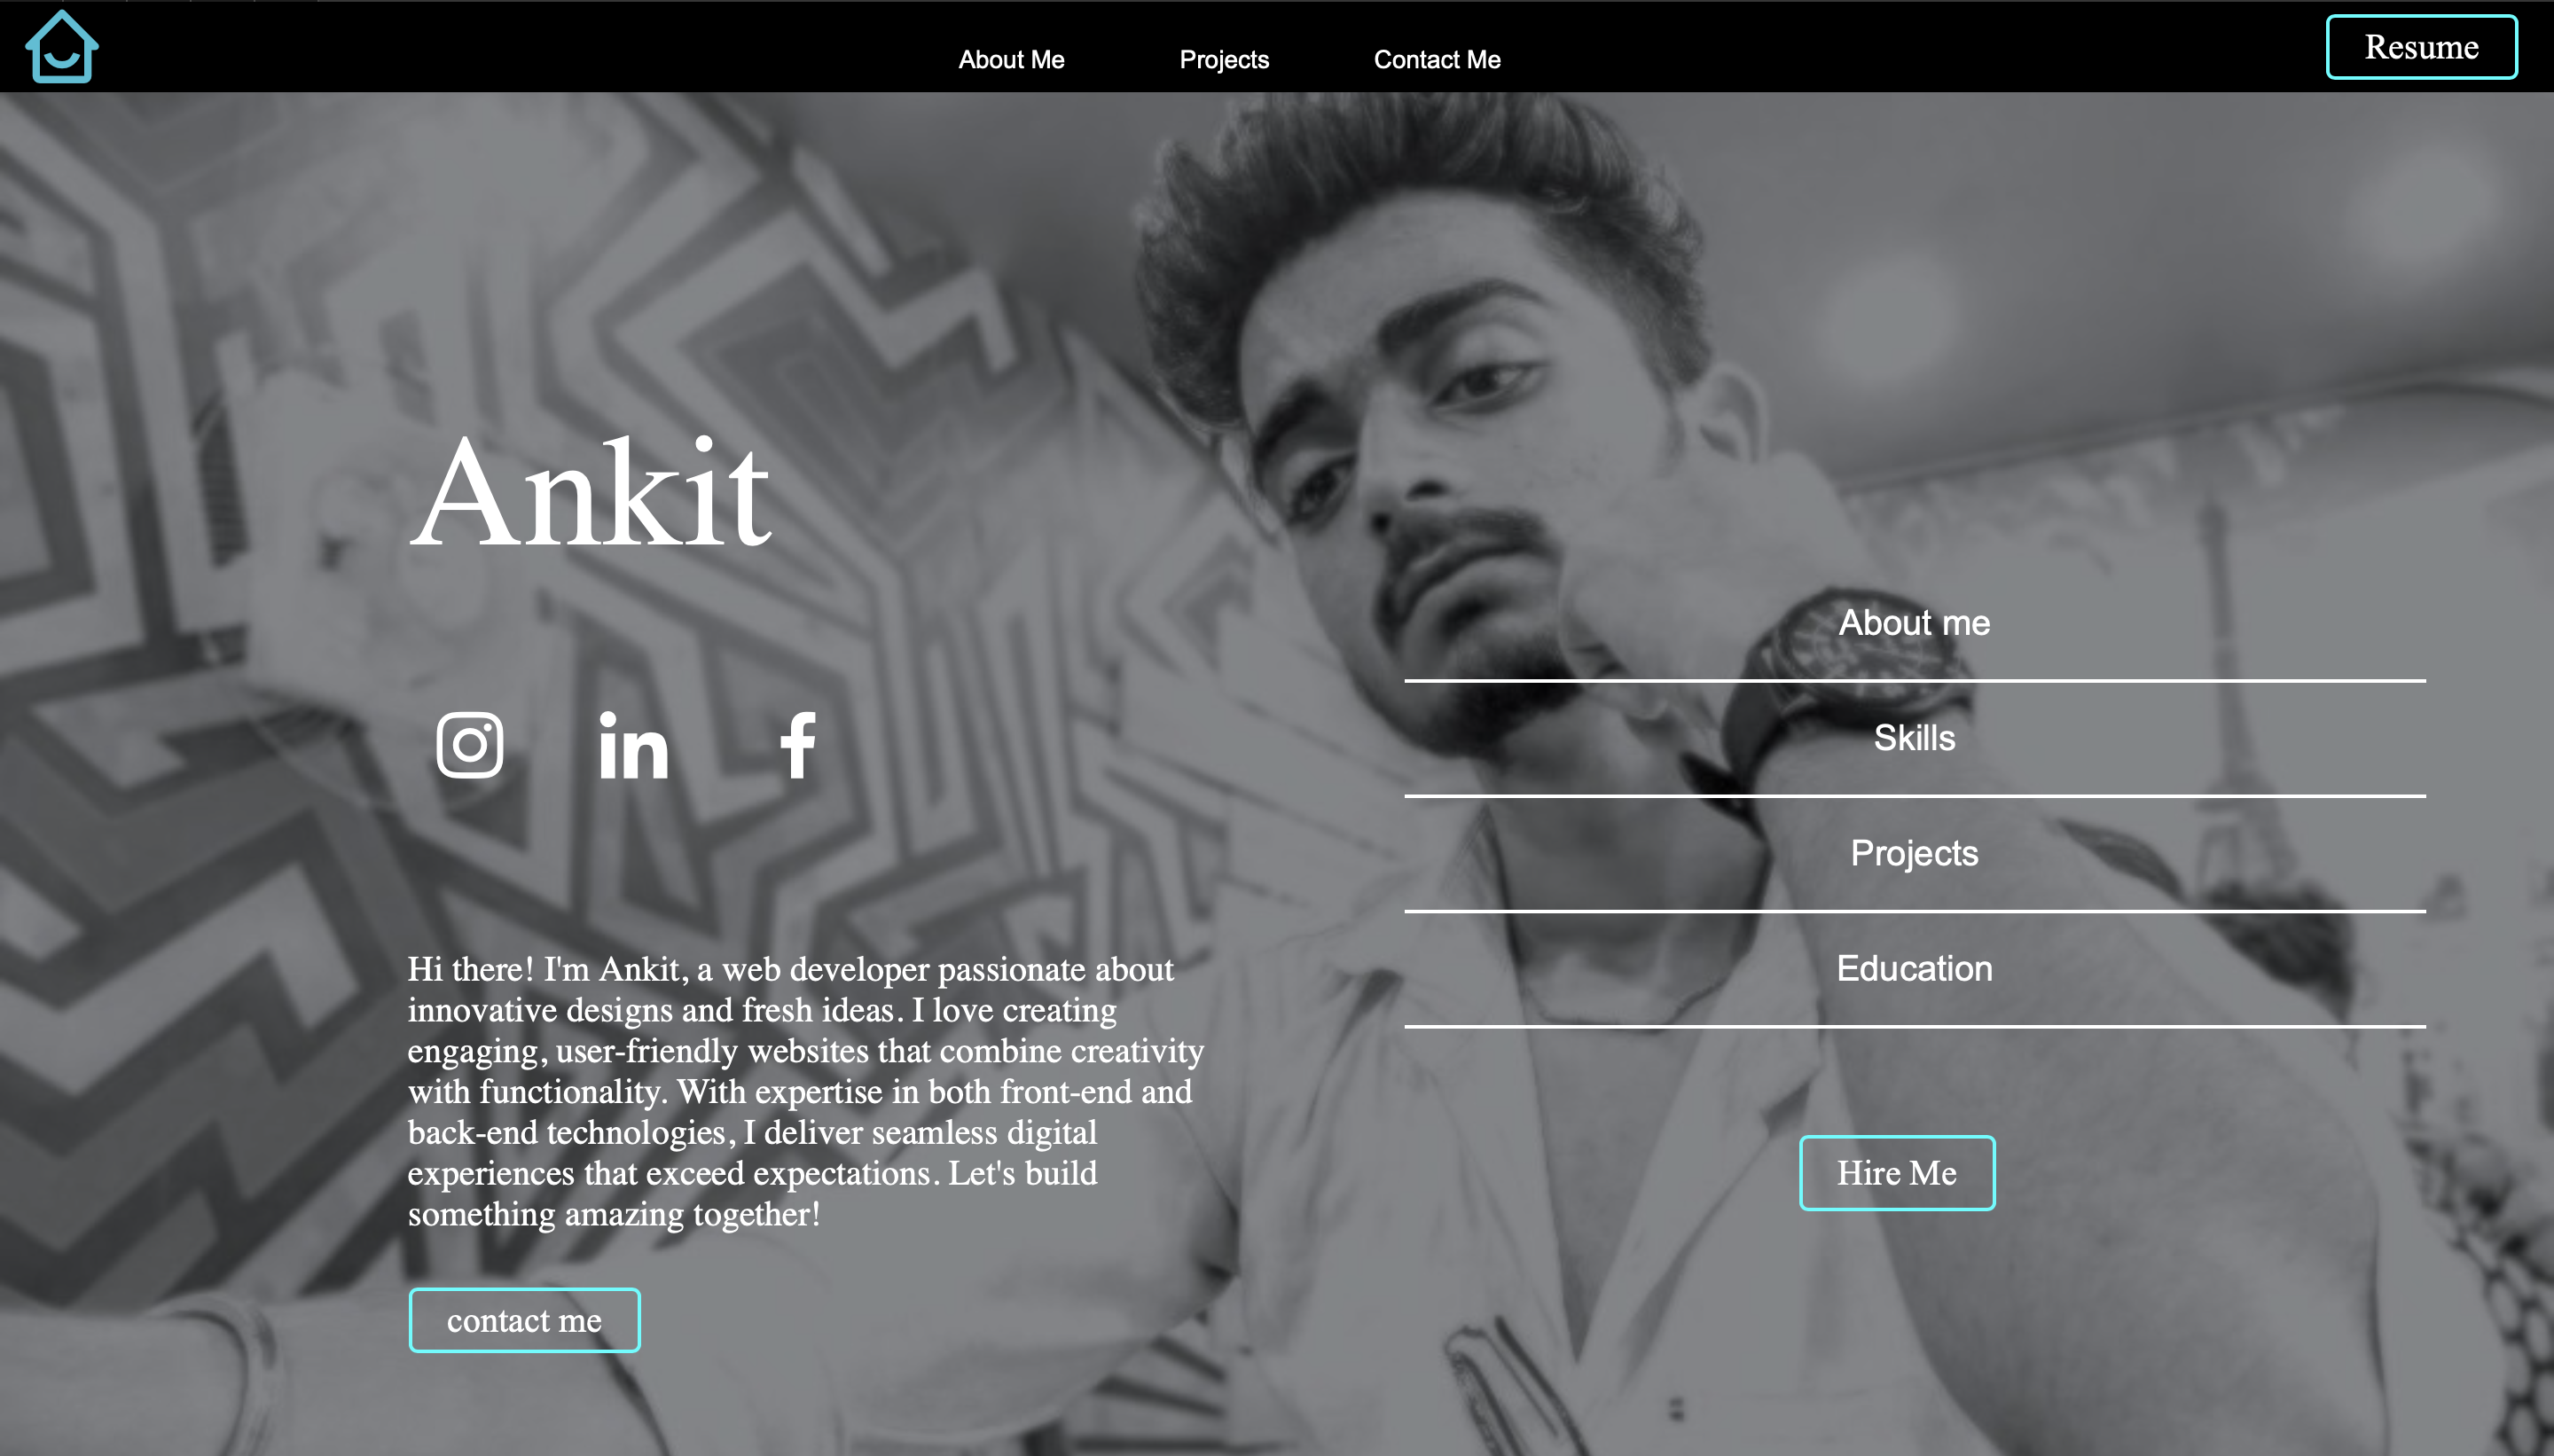 About Me
Projects
Contact Me
Resume
Ankit
Hi there! I'm Ankit, a web developer passionate about
innovative designs and fresh ideas. I love creating
engaging, user-friendly websites that combine creativity
with functionality. With expertise in both front-end and
back-end technologies, I deliver seamless digital
experiences that exceed expectations. Let's build
something amazing together!
contact me
About me
Skills
Projects
Education
Hire Me